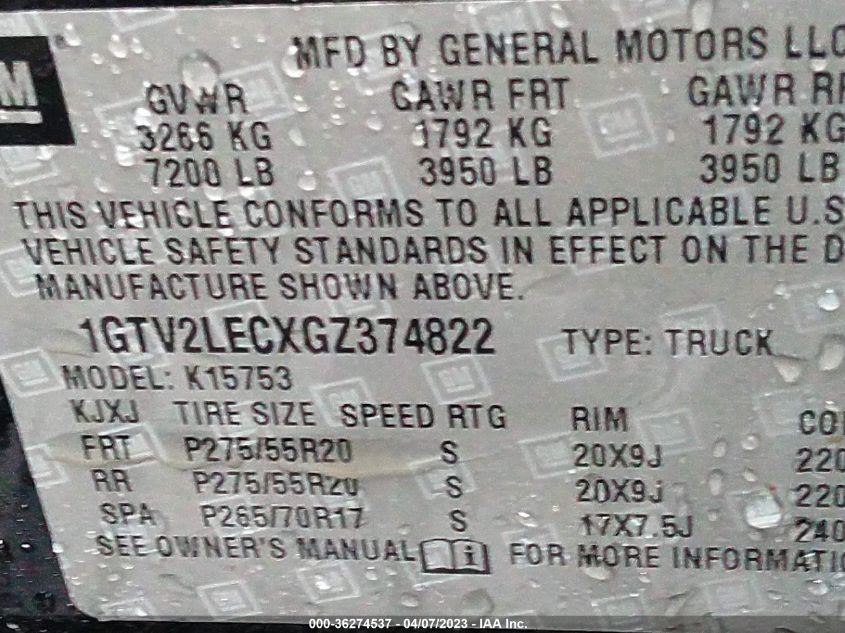 GM
MFD BY GENERAL MOTORS LLC
GVWR GAWR FRT GAWR RR
3266 KG 1792 KG 1792 KG
7200 LB 3950 LB 3950 LB
THIS VEHICLE CONFORMS TO ALL APPLICABLE U.S
VEHICLE SAFETY STANDARDS IN EFFECT ON THE D
MANUFACTURE SHOWN ABOVE.
1GTV2LECXGZ374822 TYPE: TRUCK
MODEL: K15753
KJXJ TIRE SIZE SPEED RTG RIM CO
FRT P275/55R20 S 20X9J 220
RR P275/55R20 S 20X9J 220
SPA P265/70R17 S 17X7.5J 240
SEE OWNER'S MANUAL i FOR MORE INFORMATIO
000-36274537 - 04/07/2023 - IAA Inc.